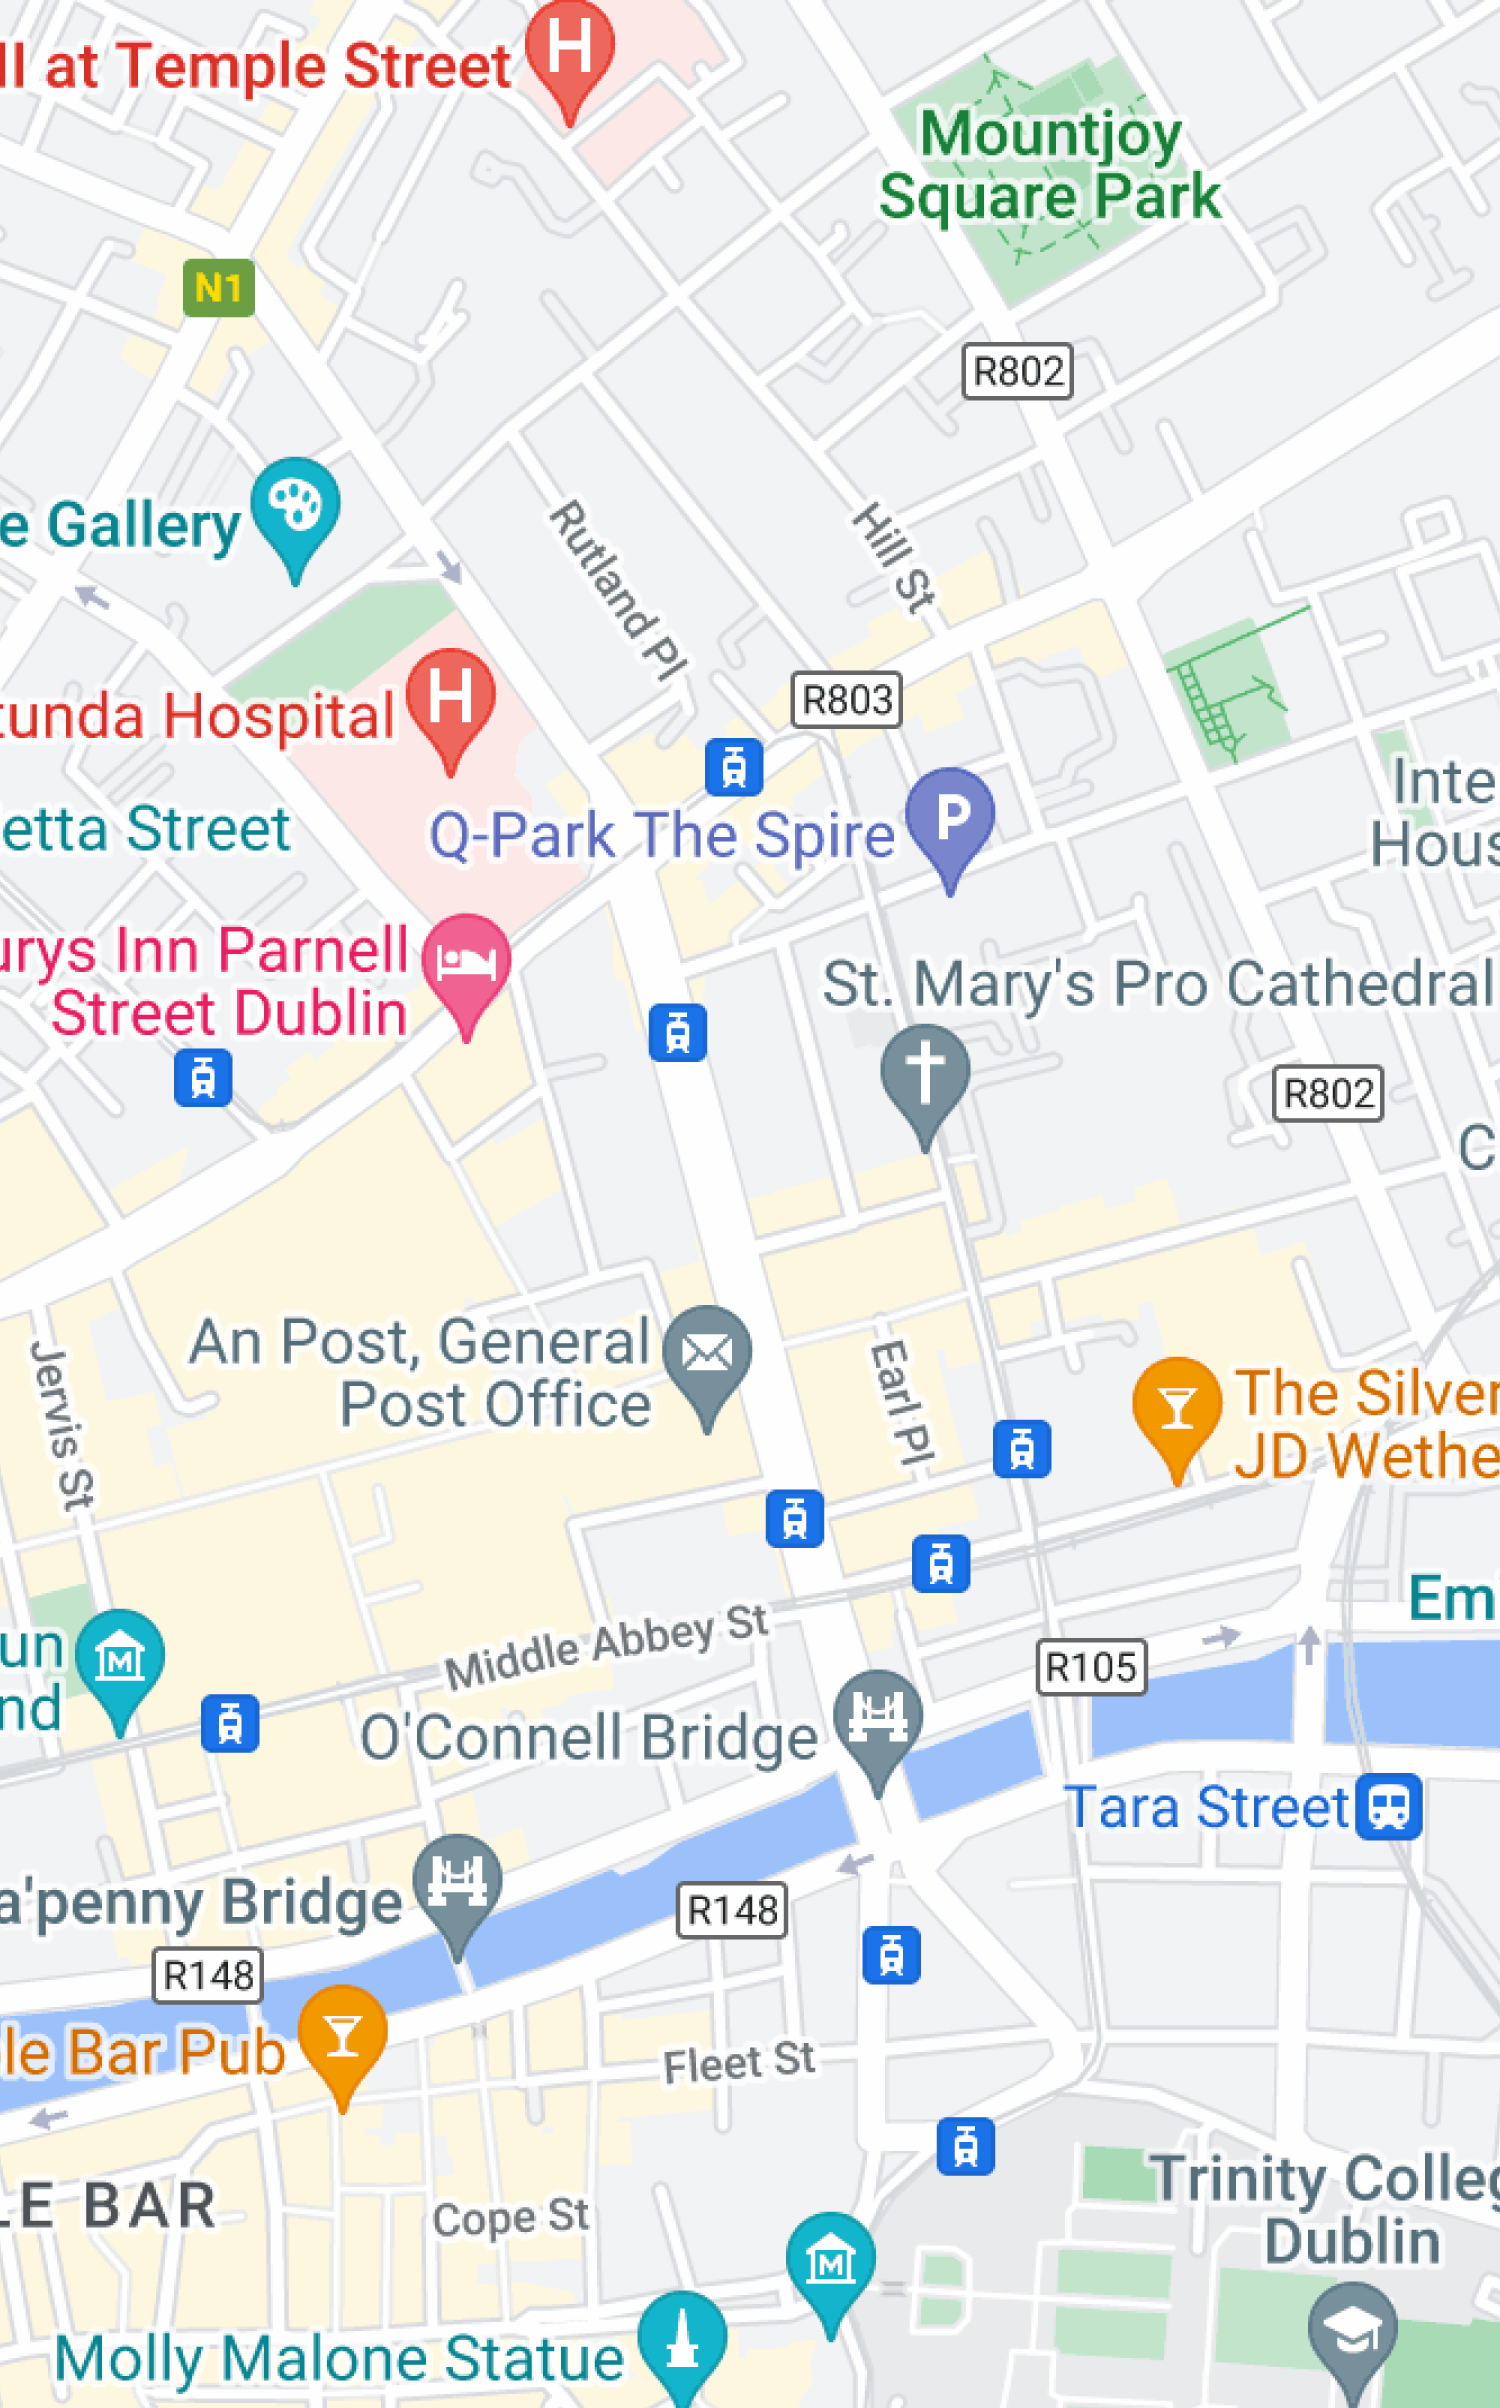 ll at Temple Street
H
Mountjoy
Square Park
N1
R802
e Gallery
Rutland Pl
Hill St
tunda Hospital
H
R803
etta Street
Q-Park The Spire
P
Inte
Hous
urys Inn Parnell
Street Dublin
St. Mary's Pro Cathedral
R802
C
Jervis St
An Post, General
Post Office
Earl Pl
The Silver
JD Wethe
Middle Abbey St
Em
un
nd
M
R105
O'Connell Bridge
Tara Street
a'penny Bridge
R148
R148
le Bar Pub
Fleet St
LE BAR
Cope St
Trinity Colleg
Dublin
M
Molly Malone Statue